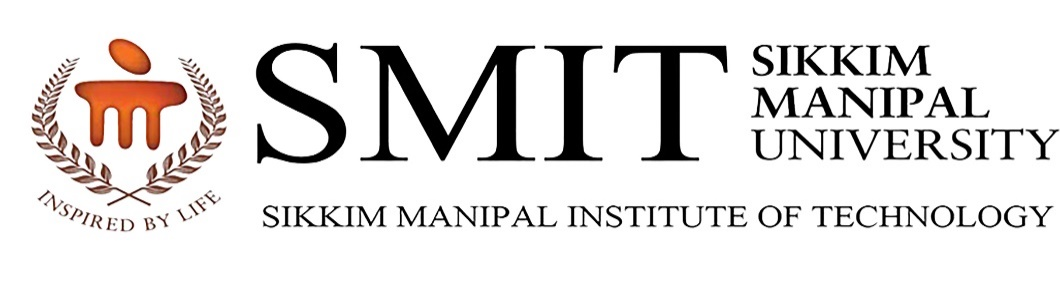 INSPIRED BY LIFE
SMIT
SIKKIM
MANIPAL
UNIVERSITY
SIKKIM MANIPAL INSTITUTE OF TECHNOLOGY